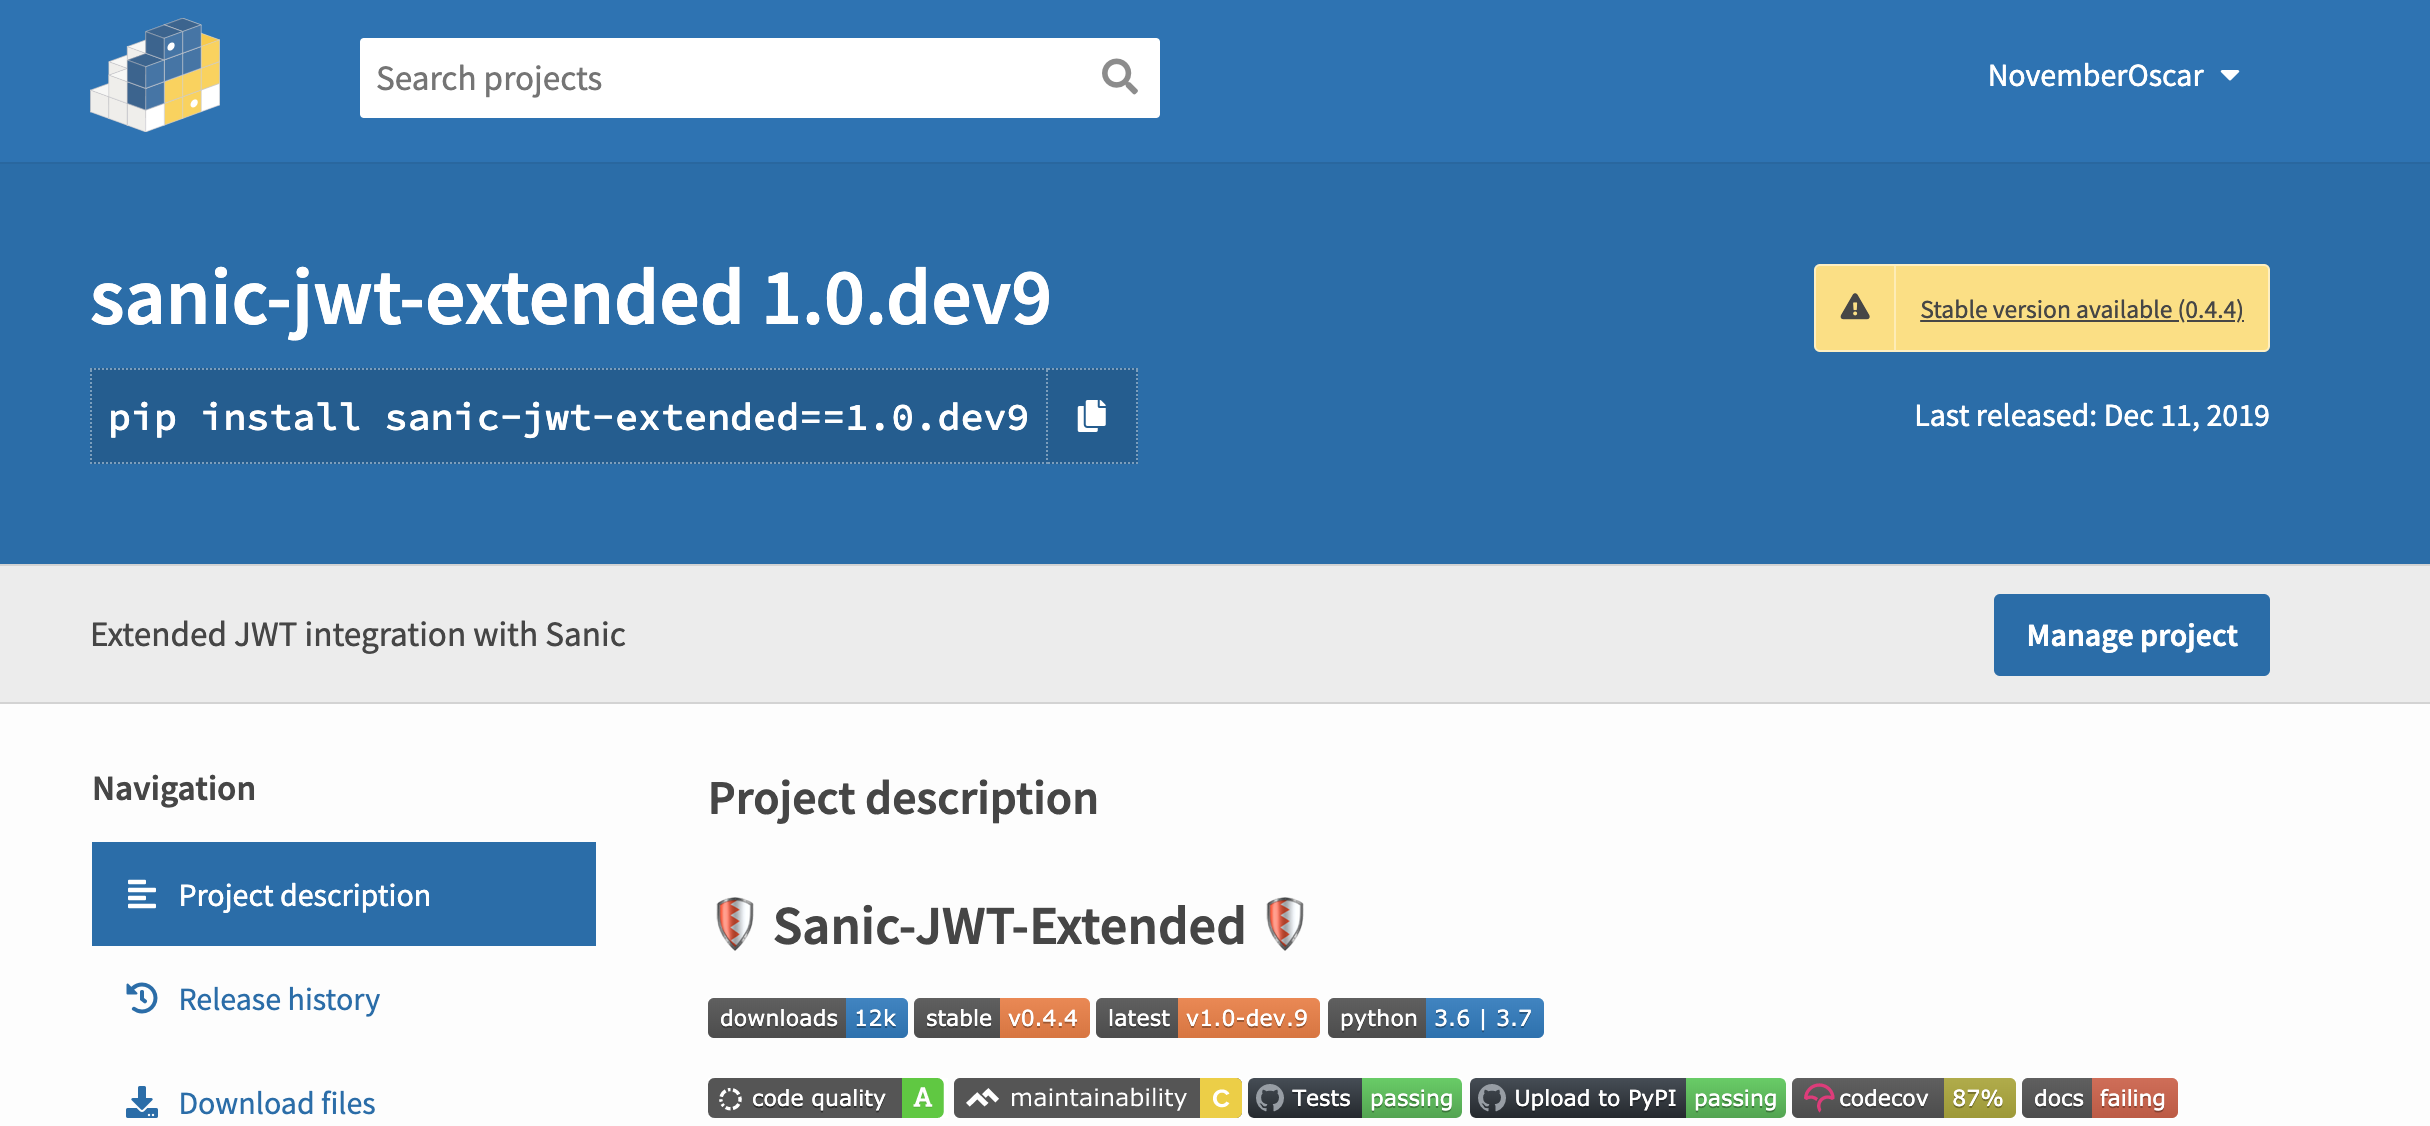 Search projects
NovemberOscar
sanic-jwt-extended 1.0.dev9
Stable version available (0.4.4)
pip install sanic-jwt-extended==1.0.dev9
Last released: Dec 11, 2019
Extended JWT integration with Sanic
Manage project
Navigation
Project description
Release history
Download files
Project description
Sanic-JWT-Extended
downloads 12k stable v0.4.4 latest v1.0-dev.9 python 3.6 | 3.7
code quality A maintainability C Tests passing Upload to PyPI passing codecov 87% docs failing